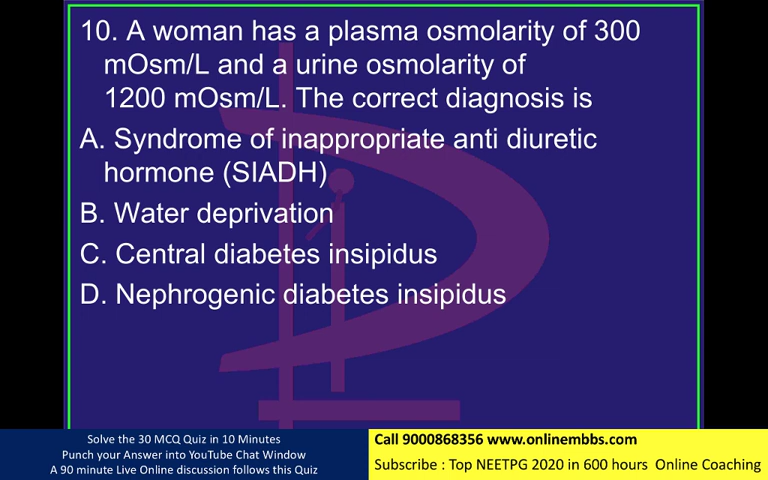 10. A woman has a plasma osmolarity of 300
mOsm/L and a urine osmolarity of
1200 mOsm/L. The correct diagnosis is
A. Syndrome of inappropriate anti diuretic
hormone (SIADH)
B. Water deprivation
C. Central diabetes insipidus
D. Nephrogenic diabetes insipidus
Solve the 30 MCQ Quiz in 10 Minutes
Punch your Answer into YouTube Chat Window
A 90 minute Live Online discussion follows this Quiz
Call 9000868356 www.onlinembbs.com
Subscribe : Top NEETPG 2020 in 600 hours Online Coaching